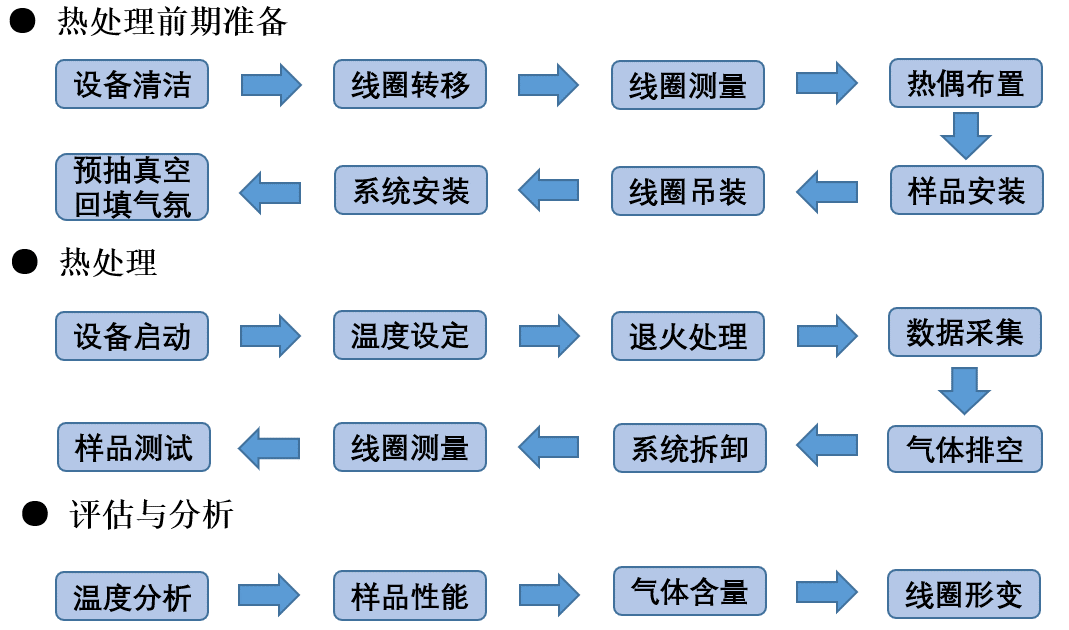 ● 热处理前期准备
设备清洁
线圈转移
线圈测量
热偶布置
样品安装
线圈吊装
系统安装
预抽真空
回填气氛
● 热处理
设备启动
温度设定
退火处理
数据采集
气体排空
系统拆卸
线圈测量
样品测试
● 评估与分析
温度分析
样品性能
气体含量
线圈形变